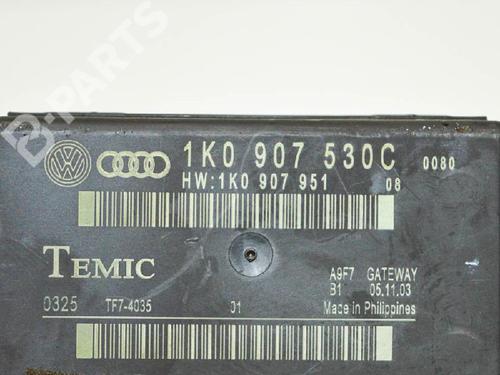 B-PARTS
1K0 907 530C 0080
HW:1K0 907 951 08
TEMIC
A9F7 GATEWAY
B1 05.11.03
0325 TF7-4035 01 Made in Philippines